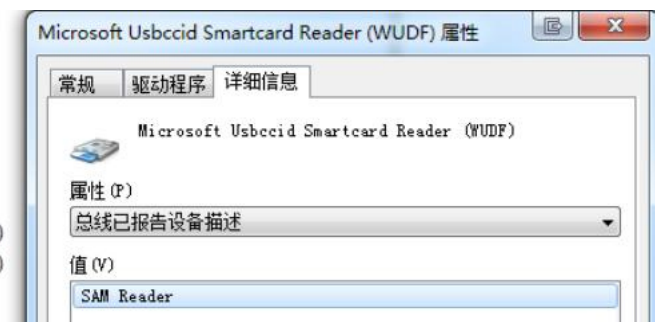 Microsoft Usbccid Smartcard Reader (WUDF) 属性
常规 驱动程序 详细信息
Microsoft Usbccid Smartcard Reader (WUDF)
属性(P)
总线已报告设备描述
值(V)
SAM Reader